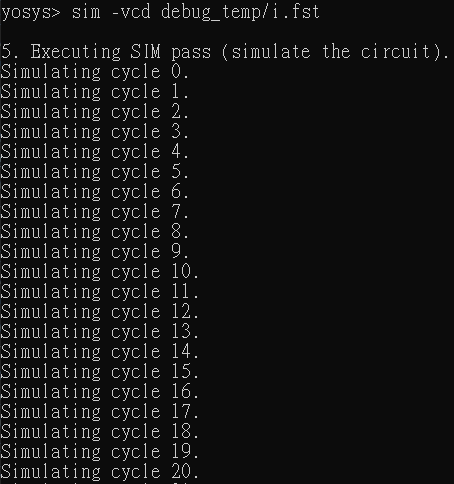 yosys> sim -vcd debug_temp/i.fst
5. Executing SIM pass (simulate the circuit).
Simulating cycle 0.
Simulating cycle 1.
Simulating cycle 2.
Simulating cycle 3.
Simulating cycle 4.
Simulating cycle 5.
Simulating cycle 6.
Simulating cycle 7.
Simulating cycle 8.
Simulating cycle 9.
Simulating cycle 10.
Simulating cycle 11.
Simulating cycle 12.
Simulating cycle 13.
Simulating cycle 14.
Simulating cycle 15.
Simulating cycle 16.
Simulating cycle 17.
Simulating cycle 18.
Simulating cycle 19.
Simulating cycle 20.